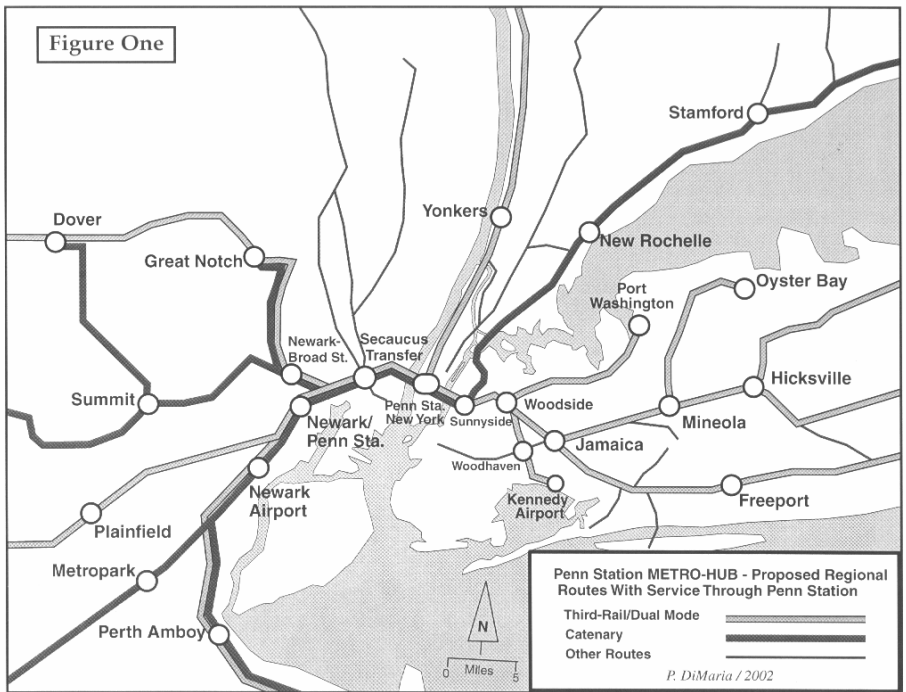 Figure One
Stamford
Yonkers
Dover
New Rochelle
Great Notch
Oyster Bay
Port
Washington
Newark-
Broad St.
Secaucus
Transfer
Hicksville
Summit
Penn Sta.
New York
Sunnyside
Woodside
Mineola
Newark/
Penn Sta.
Jamaica
Woodhaven
Newark
Airport
Kennedy
Airport
Freeport
Plainfield
Metropark
Perth Amboy
N
0 Miles 5
Penn Station METRO-HUB - Proposed Regional
Routes With Service Through Penn Station
Third-Rail/Dual Mode
Catenary
Other Routes
P. DiMaria / 2002